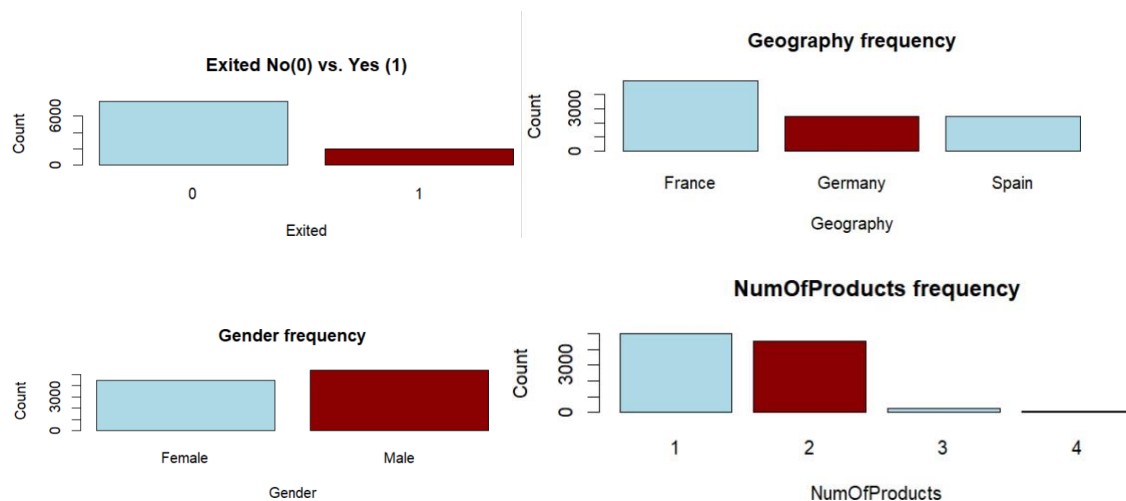 Exited No(0) vs. Yes (1)
Count
6000
0
0 1
Exited
Geography frequency
Count
3000
0
France Germany Spain
Geography
Gender frequency
Count
3000
0
Female Male
Gender
NumOfProducts frequency
Count
3000
0
1 2 3 4
NumOfProducts